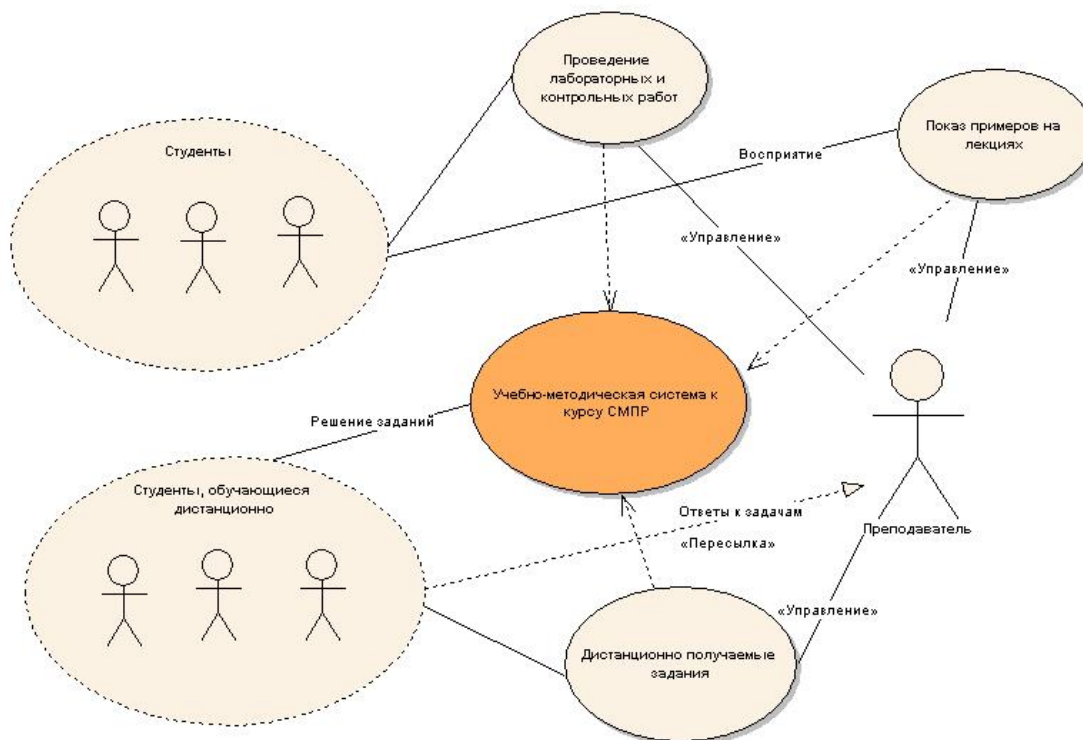 Проведение
лабораторных и
контрольных работ
Показ примеров на
лекциях
Студенты
Восприятие
«Управление»
«Управление»
Учебно-методическая система к
курсу СМПР
Решение заданий
Студенты, обучающиеся
дистанционно
Ответы к задачам
«Пересылка»
Преподаватель
«Управление»
Дистанционно получаемые
задания